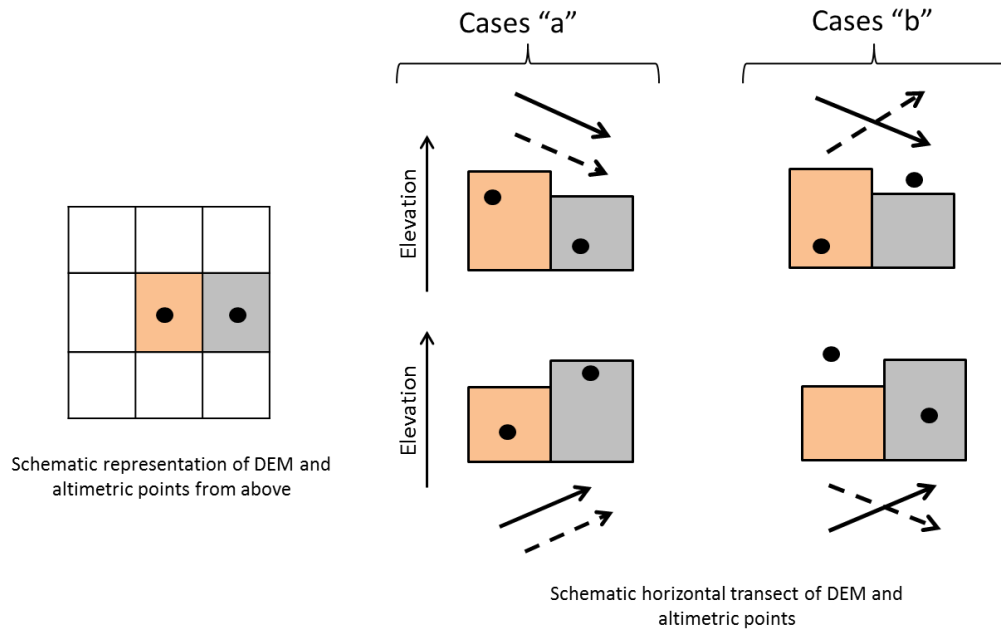 Cases “a”
Cases “b”
Elevation
Elevation
Schematic representation of DEM and
altimetric points from above
Schematic horizontal transect of DEM and
altimetric points